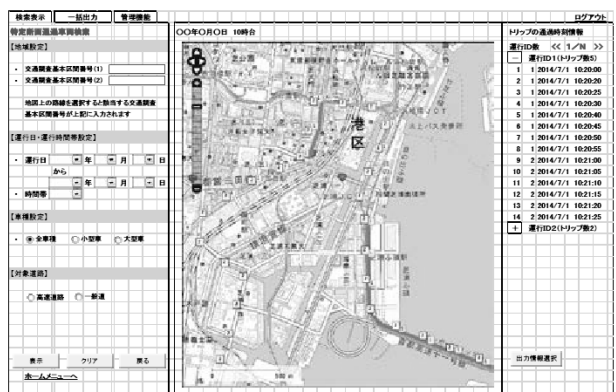 検索表示 一括出力 管理機能
ログアウト
特定断面通過車両検索
【地域設定】
・ 交通調査基本区間番号(1)
・ 交通調査基本区間番号(2)
地図上の路線を選択すると該当する交通調査
基本区間番号が上記に入力されます
【運行日・運行時間帯設定】
・ 運行日 年 月 日
から
年 月 日
・ 時間帯
【車種設定】
・ 全車種 小型車 大型車
【対象道路】
高速道路 一般道
表示 クリア 戻る
ホームメニューへ
〇〇年〇月〇日 10時台
芝公園
港区
芝浦
トリップの通過時刻情報
運行ID数 << 1/N >>
運行ID1(トリップ数5)
1 1 2014/7/1 10:20:00
2 1 2014/7/1 10:20:20
3 1 2014/7/1 10:20:25
4 1 2014/7/1 10:20:30
5 1 2014/7/1 10:20:40
6 1 2014/7/1 10:20:45
7 1 2014/7/1 10:20:50
8 1 2014/7/1 10:20:55
9 2 2014/7/1 10:21:00
10 2 2014/7/1 10:21:05
11 2 2014/7/1 10:21:10
12 2 2014/7/1 10:21:15
13 2 2014/7/1 10:21:20
14 2 2014/7/1 10:21:25
運行ID2(トリップ数2)
出力情報選択